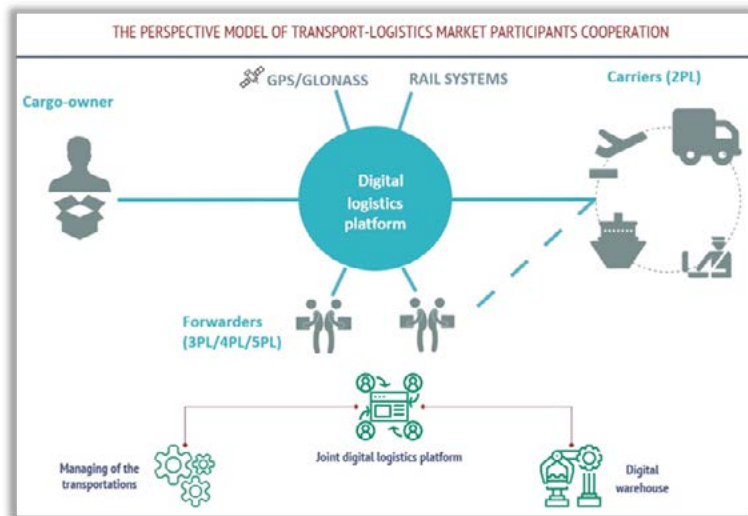 THE PERSPECTIVE MODEL OF TRANSPORT-LOGISTICS MARKET PARTICIPANTS COOPERATION
GPS/GLONASS
RAIL SYSTEMS
Cargo-owner
Carriers (2PL)
Digital
logistics
platform
Forwarders
(3PL/4PL/5PL)
Joint digital logistics platform
Managing of the
transportations
Digital
warehouse